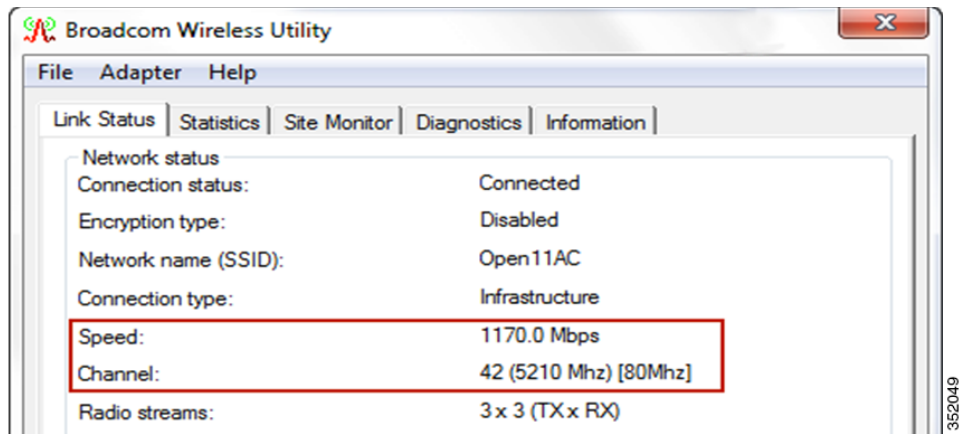 Broadcom Wireless Utility
File Adapter Help
Link Status Statistics Site Monitor Diagnostics Information
Network status
Connection status: Connected
Encryption type: Disabled
Network name (SSID): Open11AC
Connection type: Infrastructure
Speed: 1170.0 Mbps
Channel: 42 (5210 Mhz) [80Mhz]
Radio streams: 3 x 3 (TX x RX)
352049